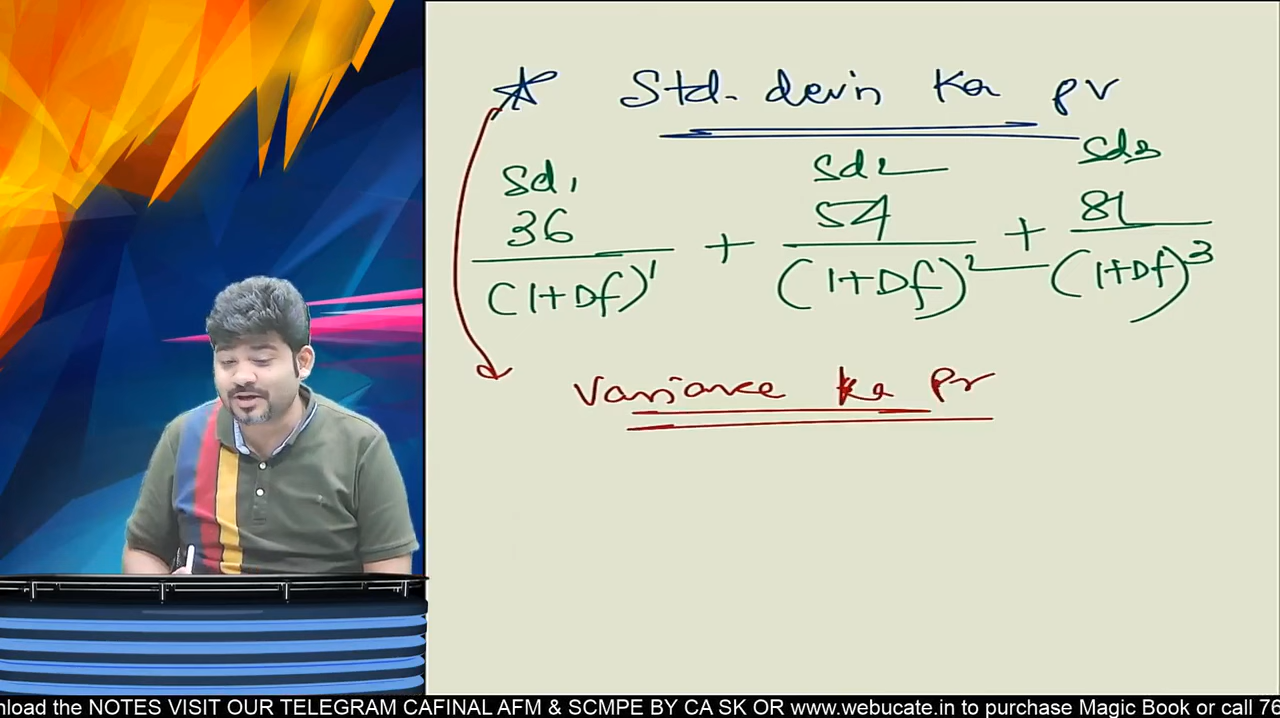 ☆ Std. devin ka pv
Sd1 Sd2 Sd3
36 + 54 + 81
(1+Df)^1 (1+Df)^2 (1+Df)^3
Variance ka pv
nload the NOTES VISIT OUR TELEGRAM CAFINAL AFM & SCMPE BY CA SK OR www.webucate.in to purchase Magic Book or call 76